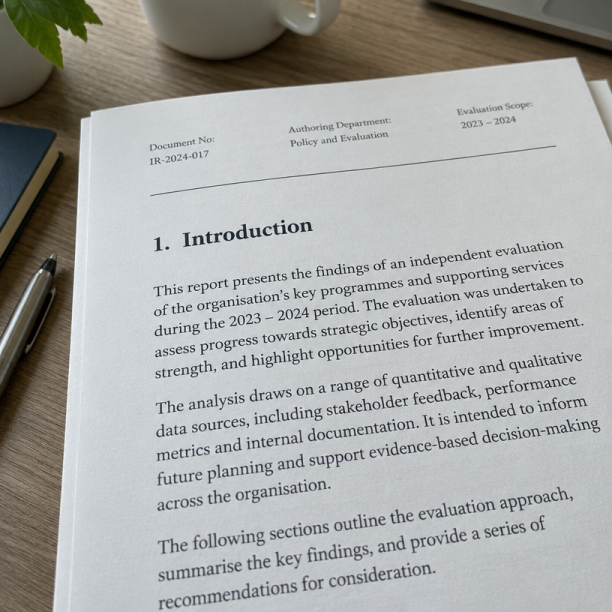 Document No:
IR-2024-017
Authoring Department:
Policy and Evaluation
Evaluation Scope:
2023 – 2024
1. Introduction
This report presents the findings of an independent evaluation
of the organisation's key programmes and supporting services
during the 2023 – 2024 period. The evaluation was undertaken to
assess progress towards strategic objectives, identify areas of
strength, and highlight opportunities for further improvement.
The analysis draws on a range of quantitative and qualitative
data sources, including stakeholder feedback, performance
metrics and internal documentation. It is intended to inform
future planning and support evidence-based decision-making
across the organisation.
The following sections outline the evaluation approach,
summarise the key findings, and provide a series of
recommendations for consideration.